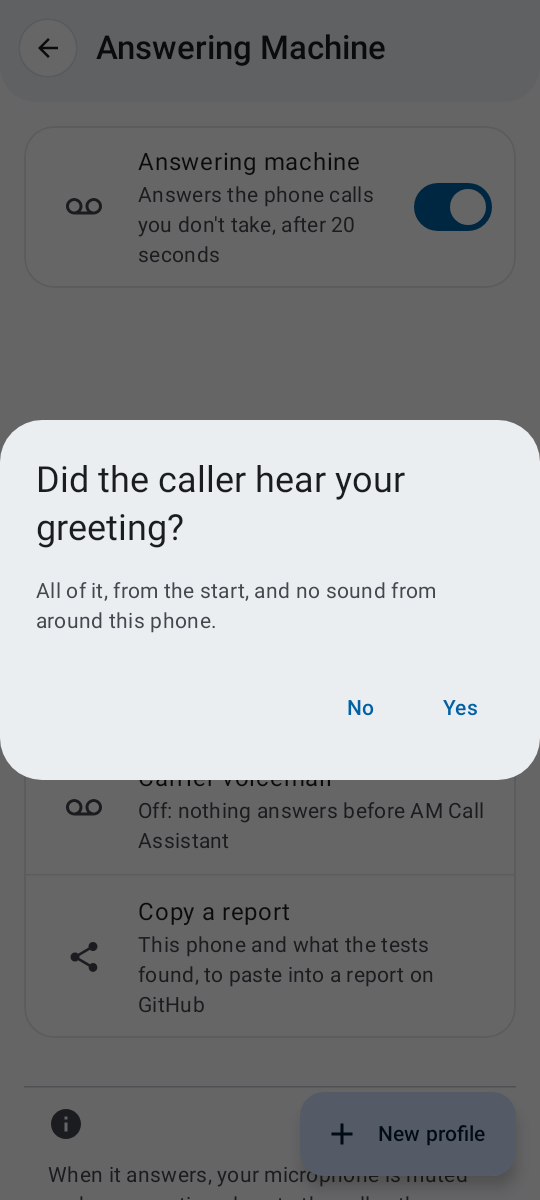 Answering Machine
Answering machine
Answers the phone calls
you don't take, after 20
seconds
Did the caller hear your
greeting?
All of it, from the start, and no sound from
around this phone.
No
Yes
Carrier voicemail
Off: nothing answers before AM Call
Assistant
Copy a report
This phone and what the tests
found, to paste into a report on
GitHub
New profile
When it answers, your microphone is muted